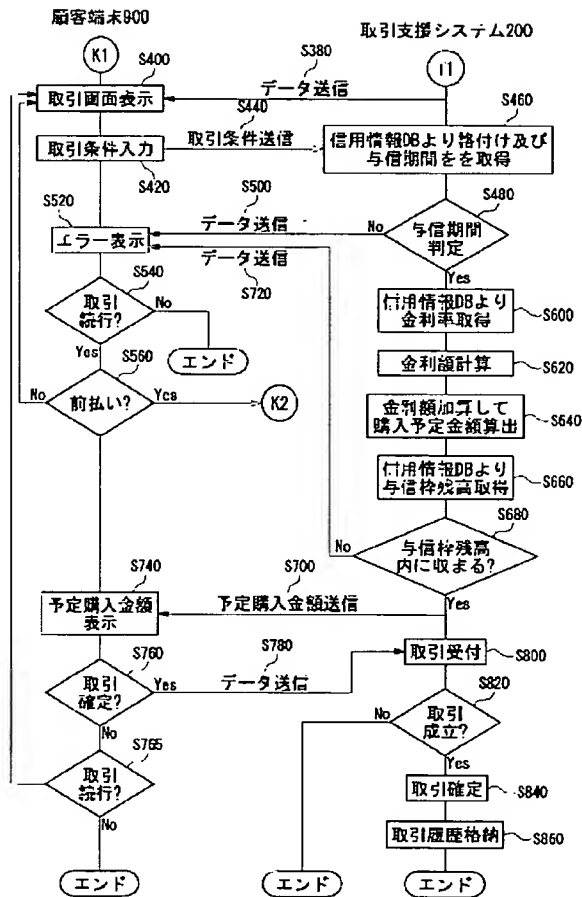 顧客端末900
取引支援システム200
K1
T1
S400
S380
データ送信
取引画面表示
S440
S460
取引条件入力
取引条件送信
信用情報DBより格付け及び
与信期間をを取得
S420
S500
S480
S520
データ送信
No
与信期間
判定
エラー表示
データ送信
S720
Yes
S540
取引
続行?
No
信用情報DBより
金利率取得
S600
Yes
エンド
S560
金利額計算
S620
No
前払い?
Yes
K2
金利額加算して
購入予定金額算出
S640
信用情報DBより
与信枠残高取得
S660
S680
No
与信枠残高
内に収まる?
S740
S700
予定購入金額
表示
予定購入金額送信
Yes
S760
S780
取引受付
S800
取引
確定?
Yes
データ送信
S820
No
No
取引
成立?
S765
取引
続行?
Yes
取引確定
S840
No
取引履歴格納
S860
エンド
エンド
エンド